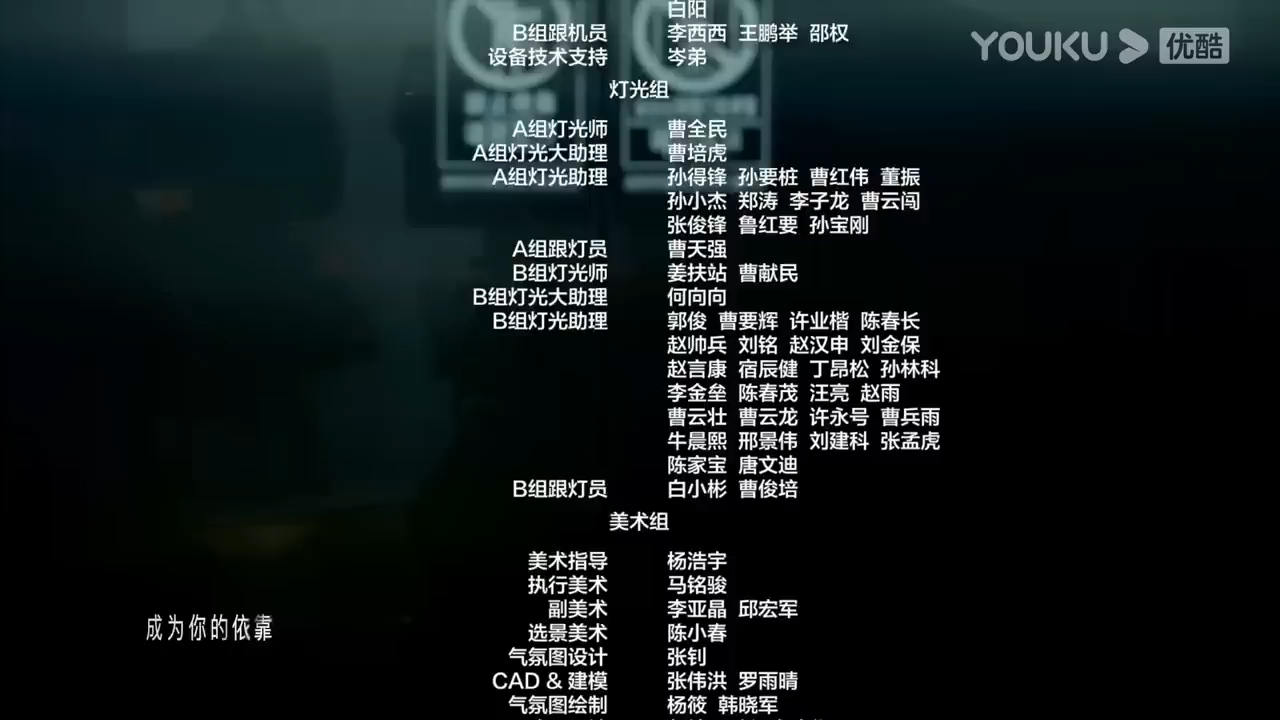 白阳
YOUKU 优酷
B组跟机员 李西西 王鹏举 邵权
设备技术支持 岑弟
灯光组
A组灯光师 曹全民
A组灯光大助理 曹培虎
A组灯光助理 孙得锋 孙要桩 曹红伟 董振
孙小杰 郑涛 李子龙 曹云闯
张俊锋 鲁红要 孙宝刚
A组跟灯员 曹天强
B组灯光师 姜扶站 曹献民
B组灯光大助理 何向向
B组灯光助理 郭俊 曹要辉 许业楷 陈春长
赵帅兵 刘铭 赵汉申 刘金保
赵言康 宿辰健 丁昂松 孙林科
李金垒 陈春茂 汪亮 赵雨
曹云壮 曹云龙 许永号 曹兵雨
牛晨熙 邢景伟 刘建科 张孟虎
陈家宝 唐文迪
B组跟灯员 白小彬 曹俊培
美术组
美术指导 杨浩宇
执行美术 马铭骏
副美术 李亚晶 邱宏军
成为你的依靠
选景美术 陈小春
气氛图设计 张钊
CAD & 建模 张伟洪 罗雨晴
气氛图绘制 杨筱 韩晓军